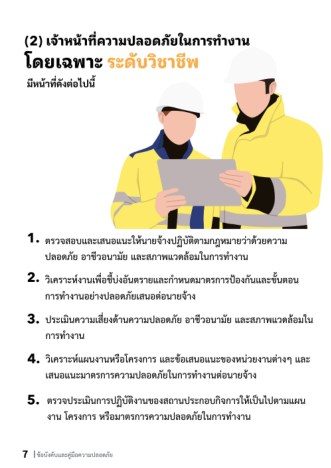 (2) เจ้าหน้าที่ความปลอดภัยในการทำงาน
โดยเฉพาะ ระดับวิชาชีพ
มีหน้าที่ดังต่อไปนี้
1. ตรวจสอบและเสนอแนะให้นายจ้างปฏิบัติตามกฎหมายว่าด้วยความ
ปลอดภัย อาชีวอนามัย และสภาพแวดล้อมในการทำงาน
2. วิเคราะห์งานเพื่อชี้บ่งอันตรายและกำหนดมาตรการป้องกันและขั้นตอน
การทำงานอย่างปลอดภัยเสนอต่อนายจ้าง
3. ประเมินความเสี่ยงด้านความปลอดภัย อาชีวอนามัย และสภาพแวดล้อมใน
การทำงาน
4. วิเคราะห์แผนงานหรือโครงการ และข้อเสนอแนะของหน่วยงานต่างๆ และ
เสนอแนะมาตรการความปลอดภัยในการทำงานต่อนายจ้าง
5. ตรวจประเมินการปฏิบัติงานของสถานประกอบกิจการให้เป็นไปตามแผน
งาน โครงการ หรือมาตรการความปลอดภัยในการทำงาน
7 | ข้อบังคับและคู่มือความปลอดภัย